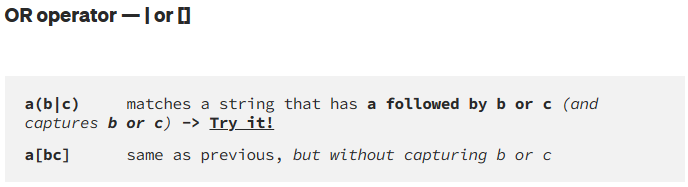 OR operator — | or []
a(b|c) matches a string that has a followed by b or c (and
captures b or c) -> Try it!
a[bc] same as previous, but without capturing b or c